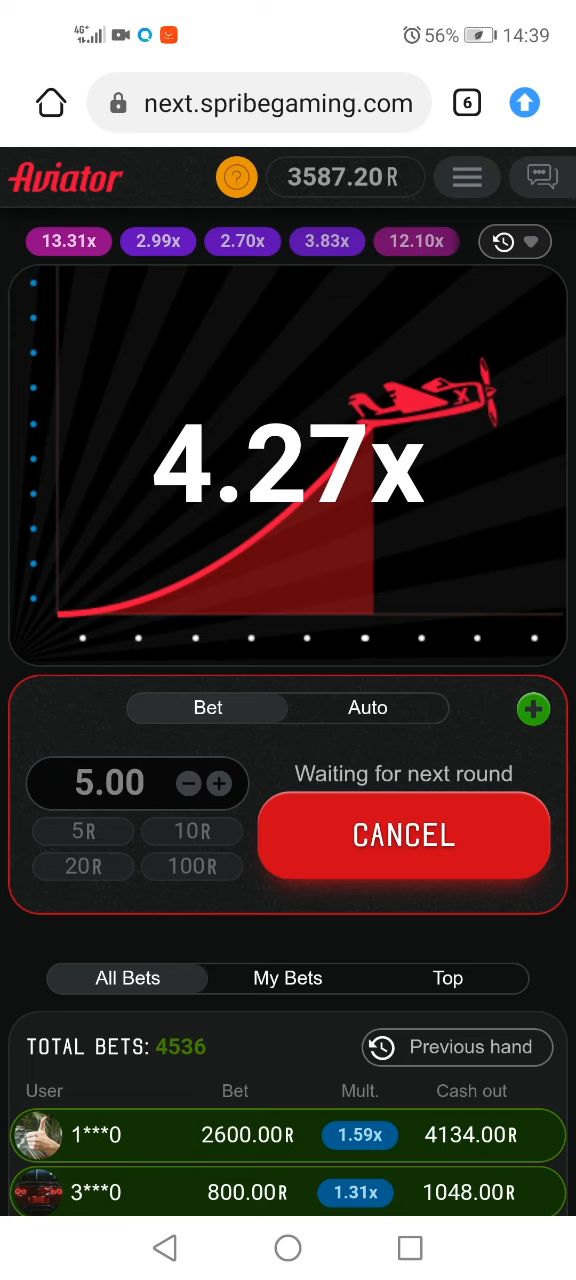 4G+ 56% 14:39
next.spribegaming.com 6
Aviator ? 3587.20 R
13.31x 2.99x 2.70x 3.83x 12.10x
X
4.27x
Bet Auto
5.00
Waiting for next round
5R 10R
CANCEL
20R 100R
All Bets My Bets Top
TOTAL BETS: 4536 Previous hand
User Bet Mult. Cash out
1***0 2600.00R 1.59x 4134.00R
3***0 800.00R 1.31x 1048.00R